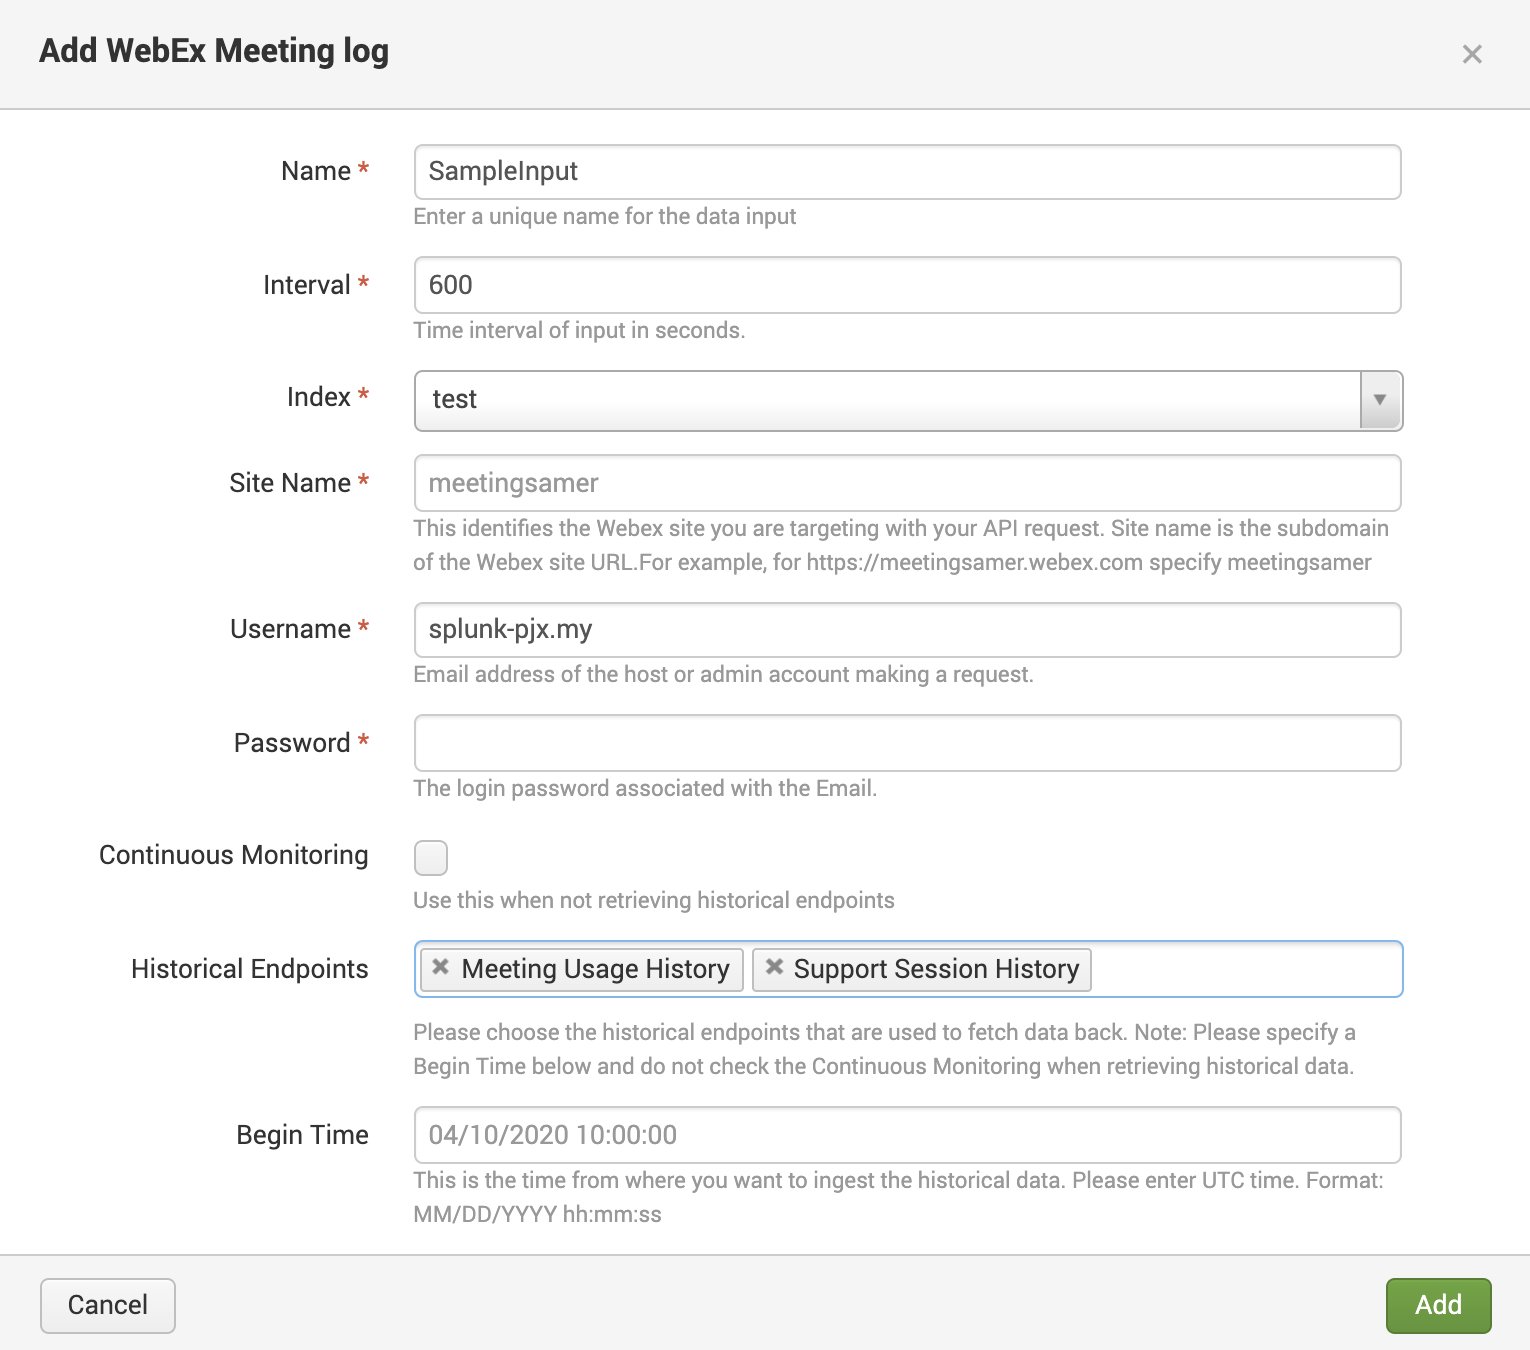 Add WebEx Meeting log
×
Name *
SampleInput
Enter a unique name for the data input
Interval *
600
Time interval of input in seconds.
Index *
test
Site Name *
meetingsamer
This identifies the Webex site you are targeting with your API request. Site name is the subdomain
of the Webex site URL.For example, for https://meetingsamer.webex.com specify meetingsamer
Username *
splunk-pjx.my
Email address of the host or admin account making a request.
Password *
The login password associated with the Email.
Continuous Monitoring
Use this when not retrieving historical endpoints
Historical Endpoints
Meeting Usage History
Support Session History
Please choose the historical endpoints that are used to fetch data back. Note: Please specify a
Begin Time below and do not check the Continuous Monitoring when retrieving historical data.
Begin Time
04/10/2020 10:00:00
This is the time from where you want to ingest the historical data. Please enter UTC time. Format:
MM/DD/YYYY hh:mm:ss
Cancel
Add